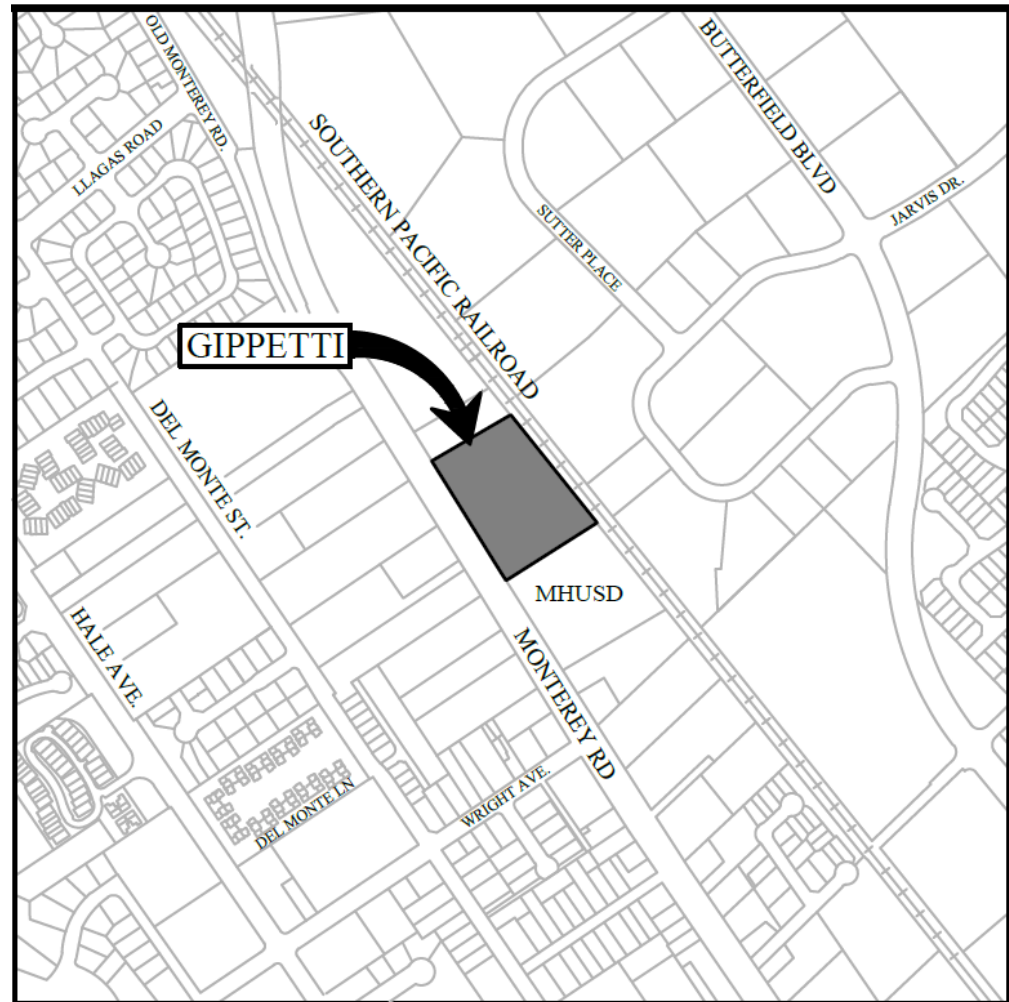 OLD MONTEREY RD.
BUTTERFIELD BLVD
LLAGAS ROAD
SOUTHERN PACIFIC RAILROAD
JARVIS DR.
SUTTER PLACE
GIPPETTI
DEL MONTE ST.
MHUSD
HALE AVE.
MONTEREY RD
WRIGHT AVE.
DEL MONTE LN